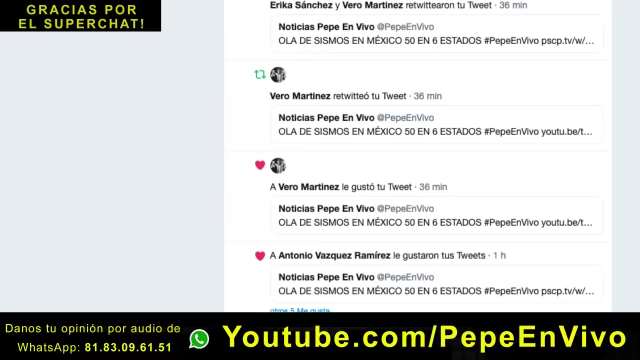 GRACIAS POR
EL SUPERCHAT!
Erika Sánchez y Vero Martinez retwittearon tu Tweet · 36 min
Noticias Pepe En Vivo @PepeEnVivo
OLA DE SISMOS EN MÉXICO 50 EN 6 ESTADOS #PepeEnVivo pscp.tv/w/...
Vero Martinez retwitteó tu Tweet · 36 min
Noticias Pepe En Vivo @PepeEnVivo
OLA DE SISMOS EN MÉXICO 50 EN 6 ESTADOS #PepeEnVivo youtu.be/t...
A Vero Martinez le gustó tu Tweet · 36 min
Noticias Pepe En Vivo @PepeEnVivo
OLA DE SISMOS EN MÉXICO 50 EN 6 ESTADOS #PepeEnVivo youtu.be/t...
A Antonio Vazquez Ramírez le gustaron tus Tweets · 1 h
Noticias Pepe En Vivo @PepeEnVivo
OLA DE SISMOS EN MÉXICO 50 EN 6 ESTADOS #PepeEnVivo pscp.tv/w/...
otros 5 Me gusta
Danos tu opinión por audio de
WhatsApp: 81.83.09.61.51
Youtube.com/PepeEnVivo